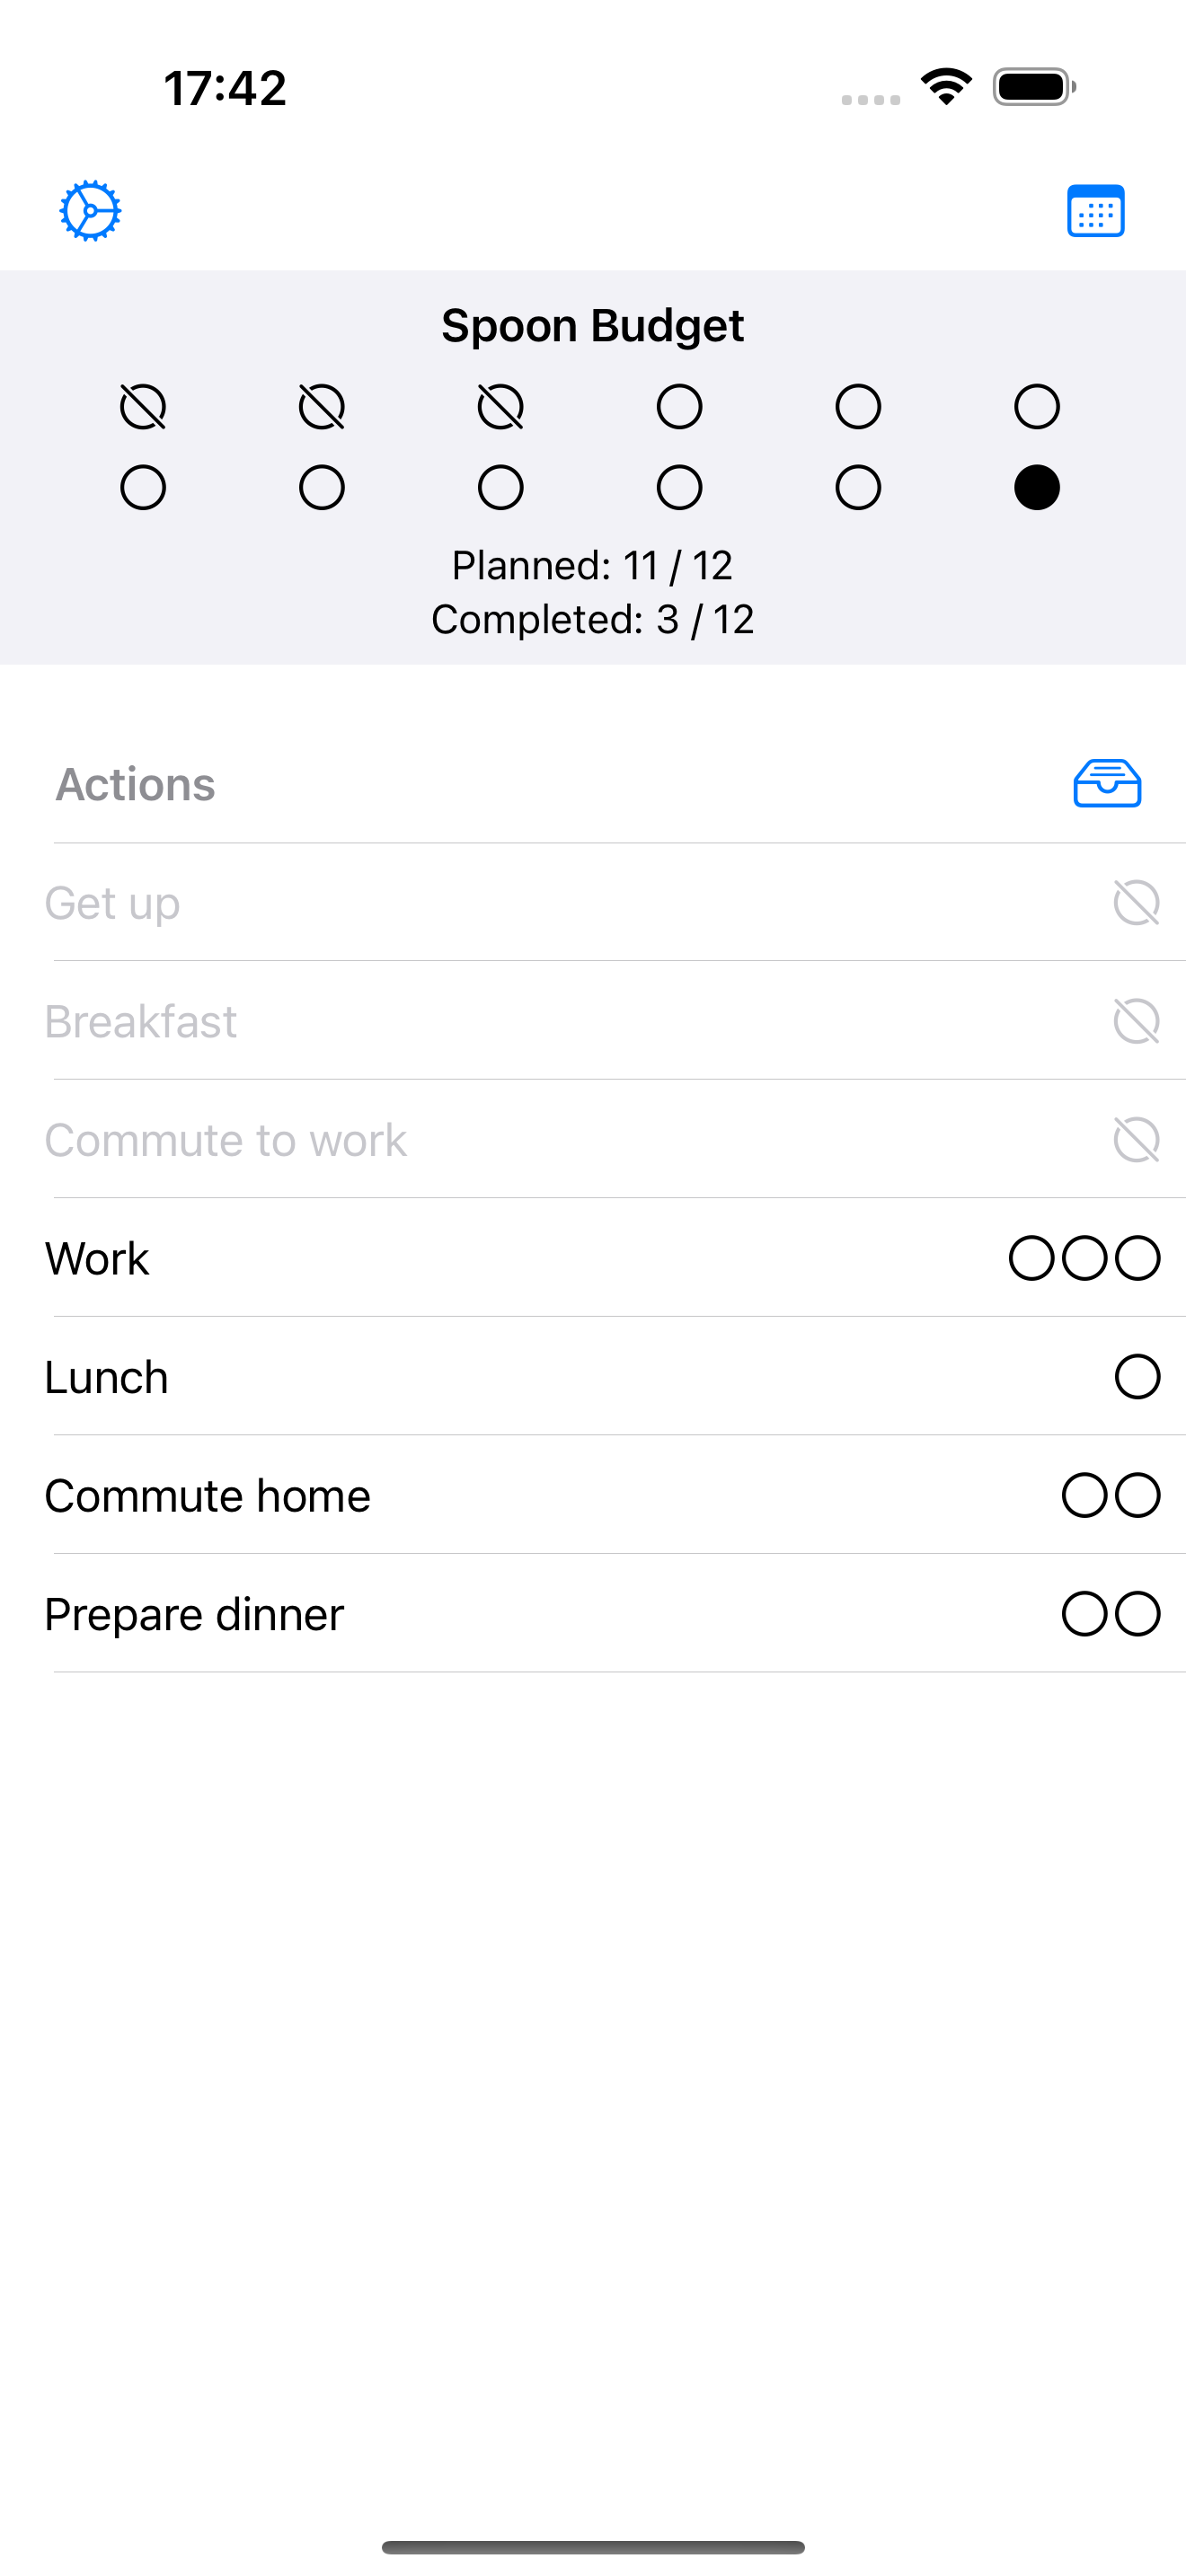 17:42
Spoon Budget
Planned: 11 / 12
Completed: 3 / 12
Actions
Get up
Breakfast
Commute to work
Work
Lunch
Commute home
Prepare dinner